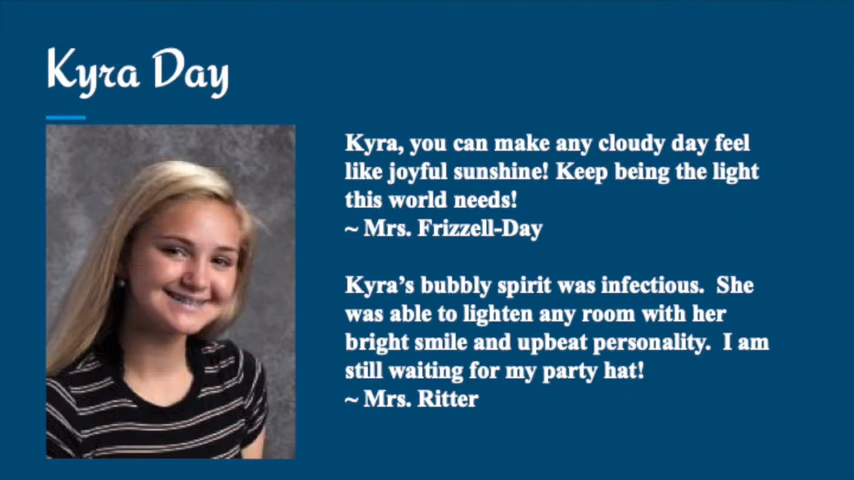 Kyra Day
Kyra, you can make any cloudy day feel
like joyful sunshine! Keep being the light
this world needs!
~ Mrs. Frizzell-Day
Kyra’s bubbly spirit was infectious.  She
was able to lighten any room with her
bright smile and upbeat personality.  I am
still waiting for my party hat!
~ Mrs. Ritter